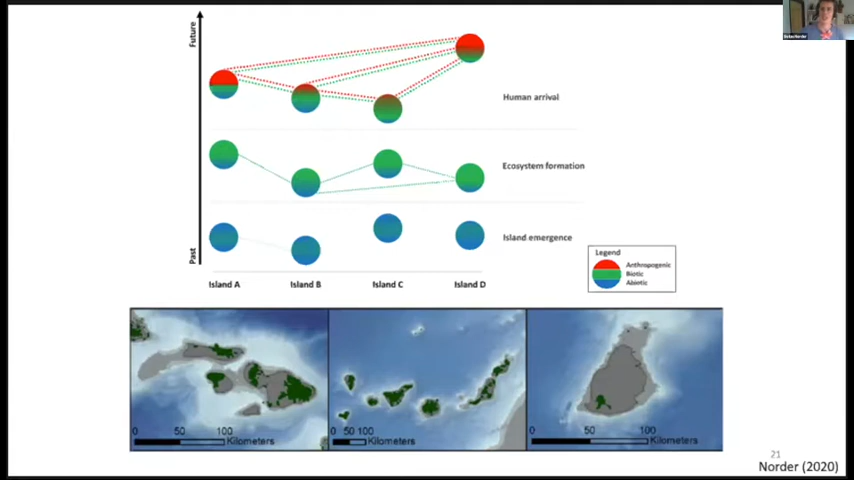 Future
Human arrival
Ecosystem formation
Island emergence
Past
Island A
Island B
Island C
Island D
Legend
Anthropogenic
Biotic
Abiotic
0 50 100
Kilometers
0 50 100
Kilometers
0 50 100
Kilometers
21
Norder (2020)